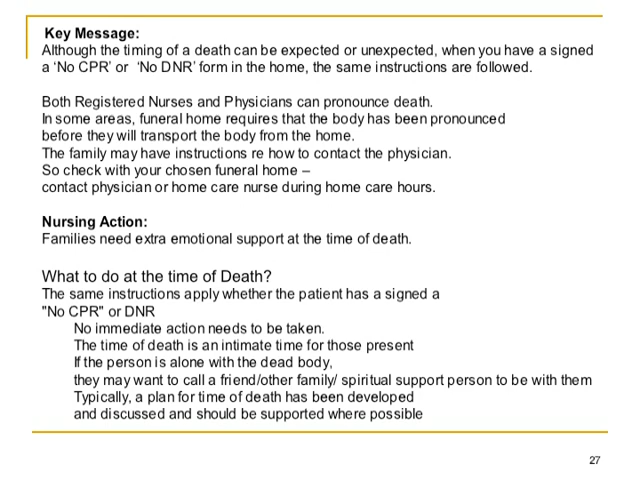 Key Message:
Although the timing of a death can be expected or unexpected, when you have a signed
a ‘No CPR’ or ‘No DNR’ form in the home, the same instructions are followed.
Both Registered Nurses and Physicians can pronounce death.
In some areas, funeral home requires that the body has been pronounced
before they will transport the body from the home.
The family may have instructions re how to contact the physician.
So check with your chosen funeral home –
contact physician or home care nurse during home care hours.
Nursing Action:
Families need extra emotional support at the time of death.
What to do at the time of Death?
The same instructions apply whether the patient has a signed a
"No CPR" or DNR
No immediate action needs to be taken.
The time of death is an intimate time for those present
If the person is alone with the dead body,
they may want to call a friend/other family/ spiritual support person to be with them
Typically, a plan for time of death has been developed
and discussed and should be supported where possible
27